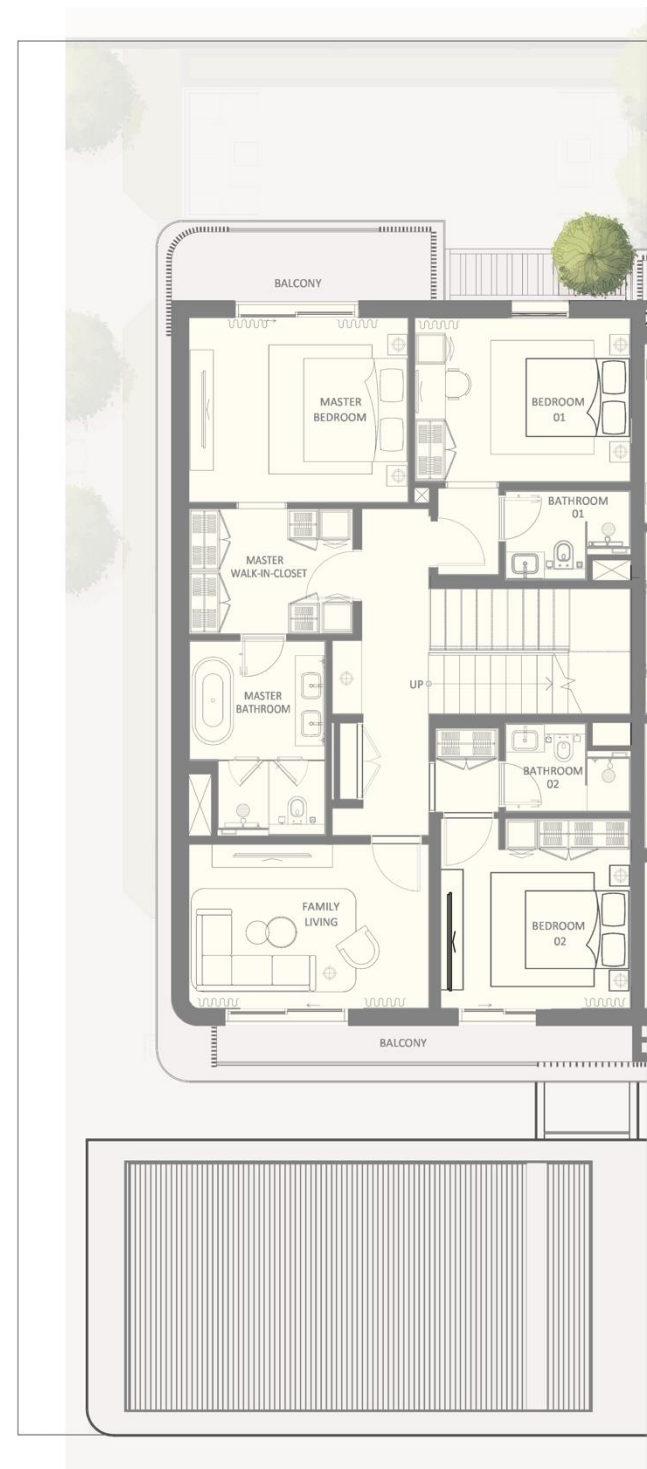 BALCONY
MASTER
BEDROOM
BEDROOM
01
BATHROOM
01
MASTER
WALK-IN-CLOSET
UP
MASTER
BATHROOM
BATHROOM
02
FAMILY
LIVING
BEDROOM
02
BALCONY